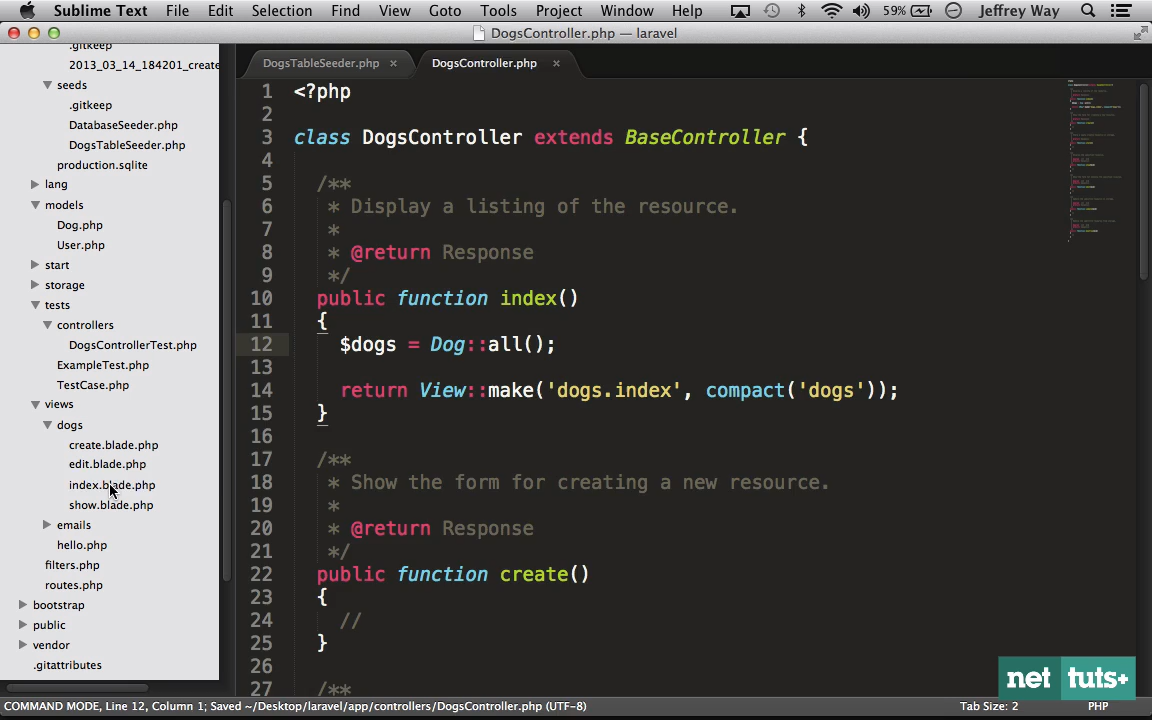 Sublime Text File Edit Selection Find View Goto Tools Project Window Help 59% Jeffrey Way
DogsController.php — laravel
DogsTableSeeder.php × DogsController.php ×
.gitkeep
2013_03_14_184201_create
seeds
.gitkeep
DatabaseSeeder.php
DogsTableSeeder.php
production.sqlite
lang
models
Dog.php
User.php
start
storage
tests
controllers
DogsControllerTest.php
ExampleTest.php
TestCase.php
views
dogs
create.blade.php
edit.blade.php
index.blade.php
show.blade.php
emails
hello.php
filters.php
routes.php
bootstrap
public
vendor
.gitattributes
1 <?php
2
3 class DogsController extends BaseController {
4
5 /**
6 * Display a listing of the resource.
7 *
8 * @return Response
9 */
10 public function index()
11 {
12 $dogs = Dog::all();
13
14 return View::make('dogs.index', compact('dogs'));
15 }
16
17 /**
18 * Show the form for creating a new resource.
19 *
20 * @return Response
21 */
22 public function create()
23 {
24 //
25 }
26
27 /**
net tuts+
COMMAND MODE, Line 12, Column 1; Saved ~/Desktop/laravel/app/controllers/DogsController.php (UTF-8) Tab Size: 2 PHP